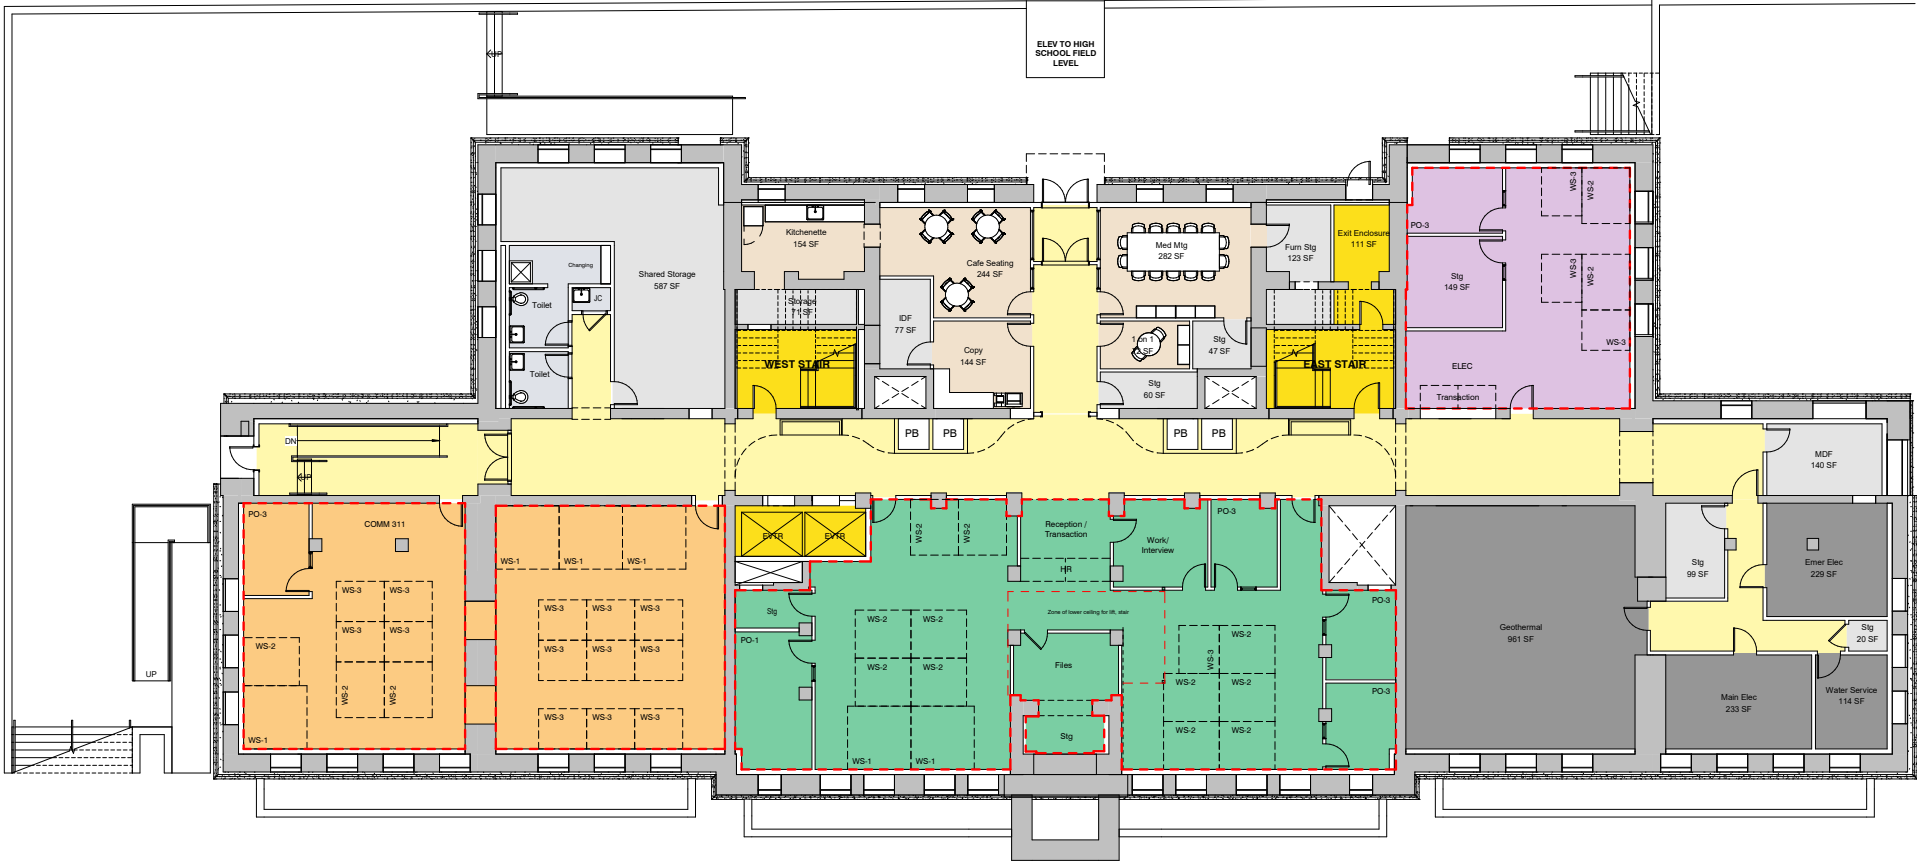 ELEV TO HIGH
SCHOOL FIELD
LEVEL
UP
Changing
Toilet
JC
Toilet
Shared Storage
587 SF
Kitchenette
154 SF
Storage
71 SF
WEST STAIR
Cafe Seating
244 SF
IDF
77 SF
Copy
144 SF
Med Mtg
282 SF
1 on 1
SF
Stg
47 SF
Stg
60 SF
Furn Stg
123 SF
Exit Enclosure
111 SF
EAST STAIR
PO-3
Stg
149 SF
ELEC
Transaction
WS-3
WS-2
WS-3
WS-2
WS-3
DN
UP
PB
PB
PB
PB
MDF
140 SF
PO-3
COMM 311
WS-3
WS-3
WS-3
WS-3
WS-2
WS-2
WS-2
WS-1
WS-1
WS-1
WS-1
WS-3
WS-3
WS-3
WS-3
WS-3
WS-3
WS-3
WS-3
WS-3
EVTR
EVTR
Stg
PO-1
WS-2
WS-2
WS-2
WS-2
WS-2
WS-2
WS-1
WS-1
Reception /
Transaction
HR
Work/
Interview
PO-3
Zone of lower ceiling for lift, stair
Files
Stg
WS-2
WS-3
WS-2
WS-2
WS-2
WS-2
PO-3
PO-3
Geothermal
961 SF
Stg
99 SF
Emer Elec
229 SF
Stg
20 SF
Main Elec
233 SF
Water Service
114 SF
UP